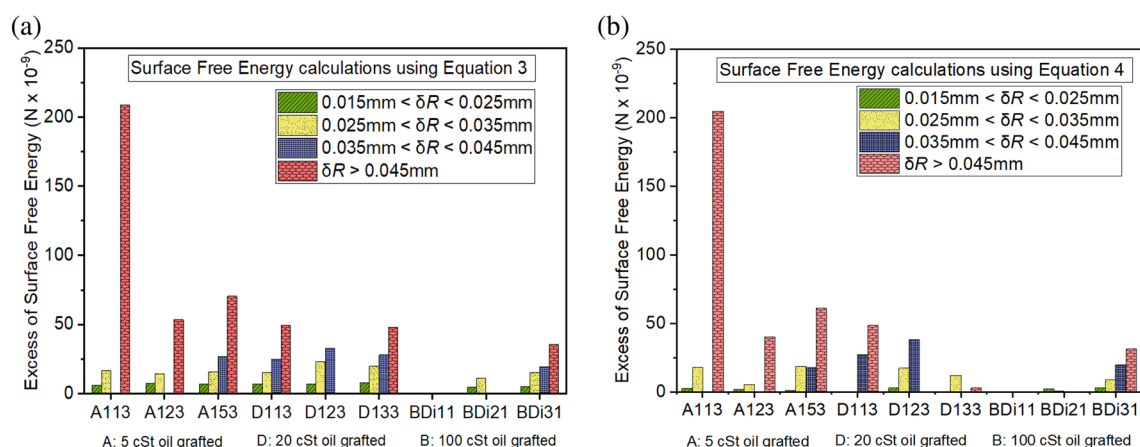 (a)
Excess of Surface Free Energy (N x 10⁻⁹)
250
200
150
100
50
0
Surface Free Energy calculations using Equation 3
0.015mm < δR < 0.025mm
0.025mm < δR < 0.035mm
0.035mm < δR < 0.045mm
δR > 0.045mm
A113 A123 A153 D113 D123 D133 BDi11 BDi21 BDi31
A: 5 cSt oil grafted D: 20 cSt oil grafted B: 100 cSt oil grafted
(b)
Excess of Surface Free Energy (N x 10⁻⁹)
250
200
150
100
50
0
Surface Free Energy calculations using Equation 4
0.015mm < δR < 0.025mm
0.025mm < δR < 0.035mm
0.035mm < δR < 0.045mm
δR > 0.045mm
A113 A123 A153 D113 D123 D133 BDi11 BDi21 BDi31
A: 5 cSt oil grafted D: 20 cSt oil grafted B: 100 cSt oil grafted